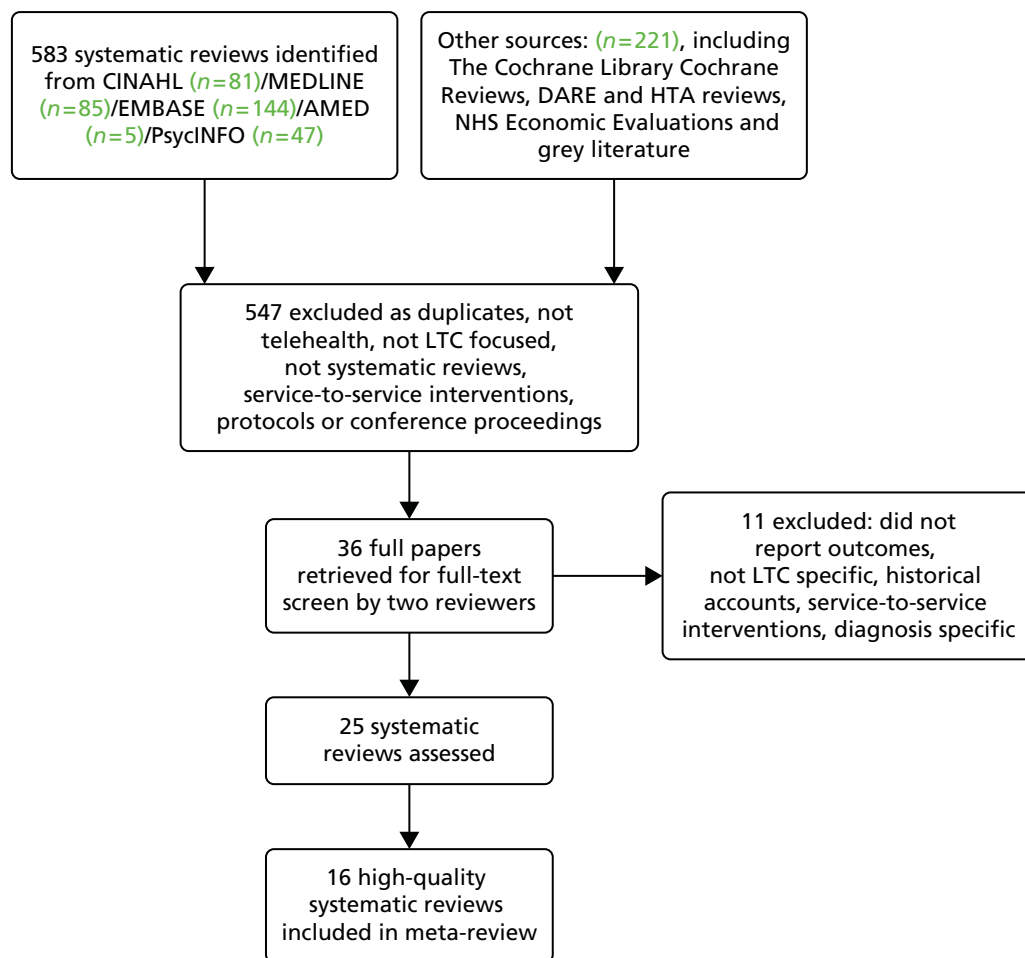 583 systematic reviews identified
from CINAHL (n=81)/MEDLINE
(n=85)/EMBASE (n=144)/AMED
(n=5)/PsycINFO (n=47)
Other sources: (n=221), including
The Cochrane Library Cochrane
Reviews, DARE and HTA reviews,
NHS Economic Evaluations and
grey literature
547 excluded as duplicates, not
telehealth, not LTC focused,
not systematic reviews,
service-to-service interventions,
protocols or conference proceedings
36 full papers
retrieved for full-text
screen by two reviewers
11 excluded: did not
report outcomes,
not LTC specific, historical
accounts, service-to-service
interventions, diagnosis specific
25 systematic
reviews assessed
16 high-quality
systematic reviews
included in meta-review